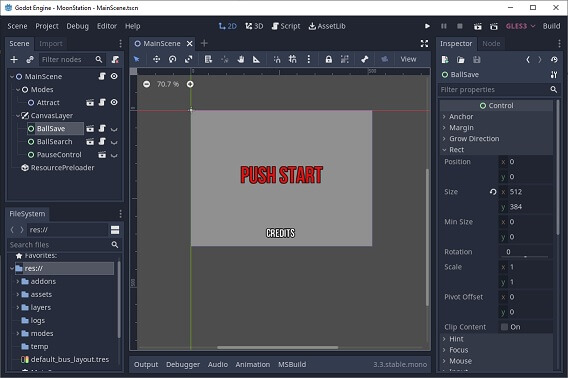 Godot Engine - MoonStation - MainScene.tscn
Scene Project Debug Editor Help 2D 3D Script AssetLib GLES3 Build
Scene Import
Filter nodes
MainScene
Modes
Attract
CanvasLayer
BallSave
BallSearch
PauseControl
ResourcePreloader
FileSystem
res://
Search files
Favorites:
res://
addons
assets
layers
logs
modes
temp
default_bus_layout.tres
MainScene
View
70.7 %
0
500
PUSH START
CREDITS
Output Debugger Audio Animation MSBuild 3.3.stable.mono
Inspector Node
BallSave
Filter properties
Control
Anchor
Margin
Grow Direction
Rect
Position x 0
y 0
Size x 512
y 384
Min Size x 0
y 0
Rotation 0
Scale x 1
y 1
Pivot Offset x 0
y 0
Clip Content On
Hint
Focus
Mouse